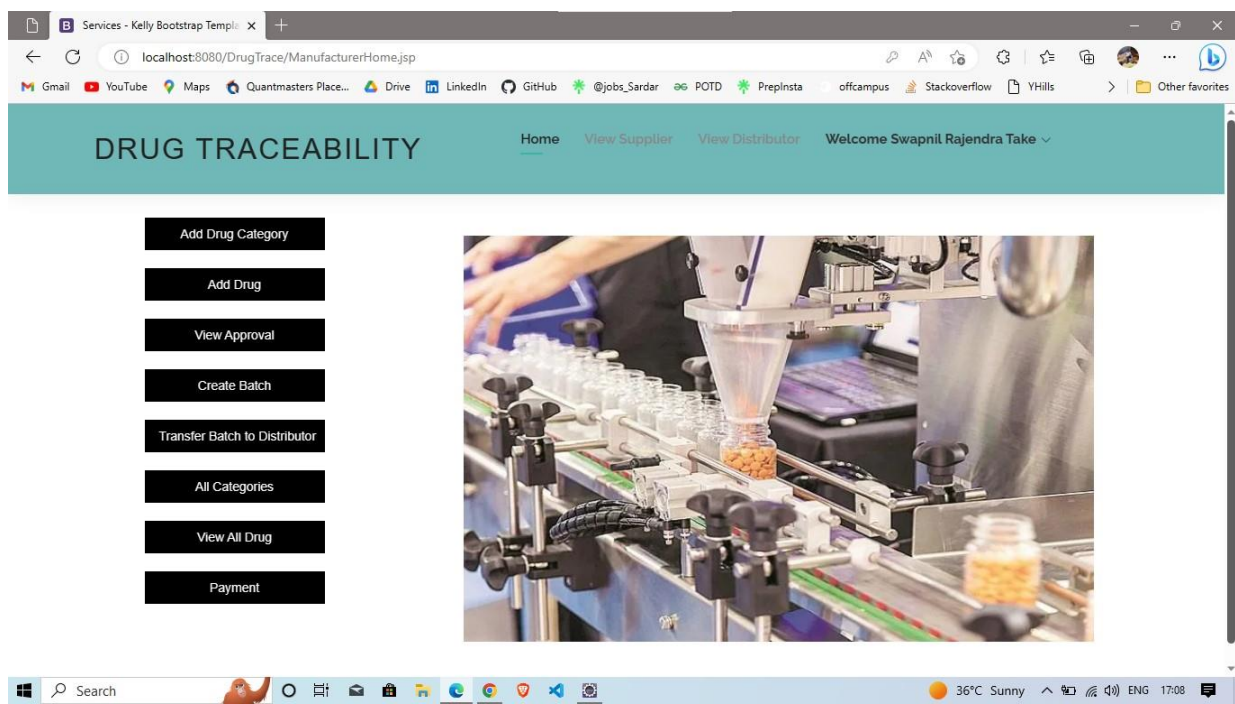 Services - Kelly Bootstrap Templa
localhost:8080/DrugTrace/ManufacturerHome.jsp
Gmail YouTube Maps Quantmasters Place... Drive LinkedIn GitHub @jobs_Sardar POTD PrepInsta offcampus Stackoverflow YHills Other favorites
DRUG TRACEABILITY Home View Supplier View Distributor Welcome Swapnil Rajendra Take
Add Drug Category
Add Drug
View Approval
Create Batch
Transfer Batch to Distributor
All Categories
View All Drug
Payment
Search 36°C Sunny ENG 17:08